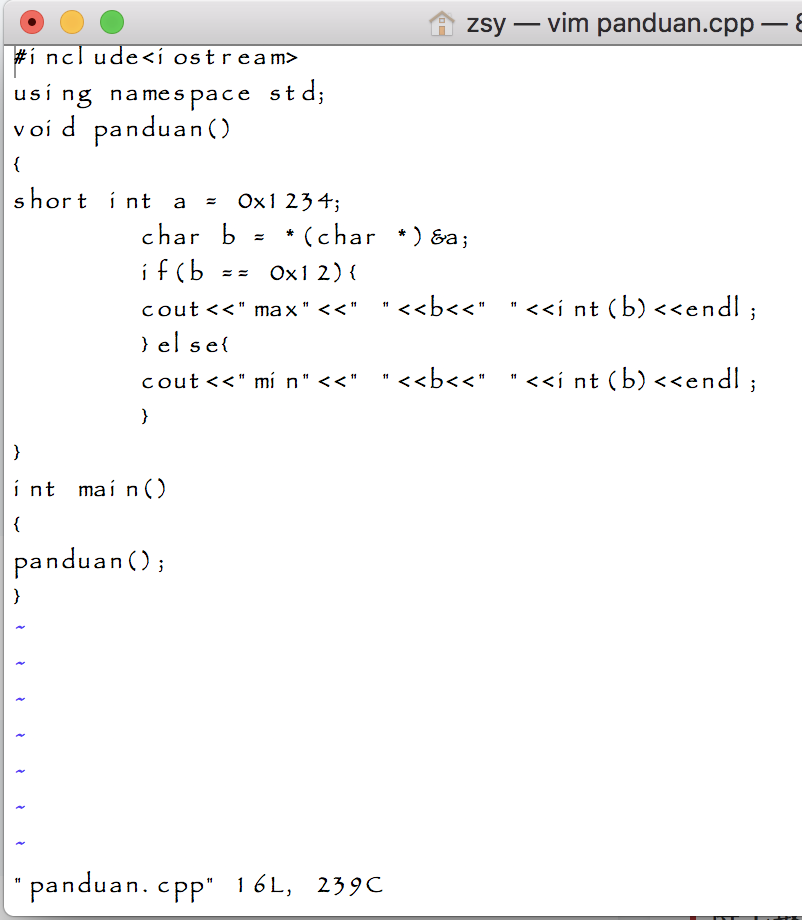 zsy — vim panduan.cpp —
#include<iostream>
using namespace std;
void panduan()
{
short int a = 0x1234;
        char b = *(char *)&a;
        if(b == 0x12){
        cout<<"max"<<" "<<b<<" "<<int(b)<<endl;
        }else{
        cout<<"min"<<" "<<b<<" "<<int(b)<<endl;
        }
}
int main()
{
panduan();
}
~
~
~
~
~
~
~
"panduan.cpp" 16L, 239C